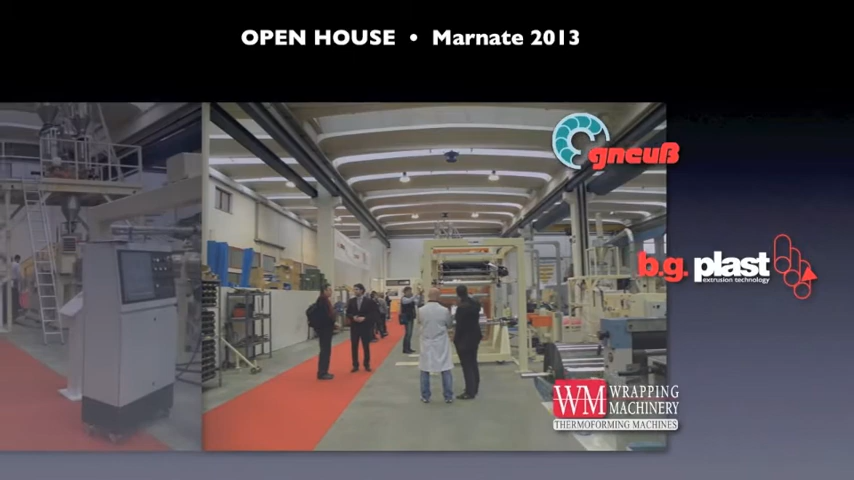 OPEN HOUSE • Marnate 2013
gneuß
b.g. plast
extrusion technology
WM WRAPPING
MACHINERY
THERMOFORMING MACHINES